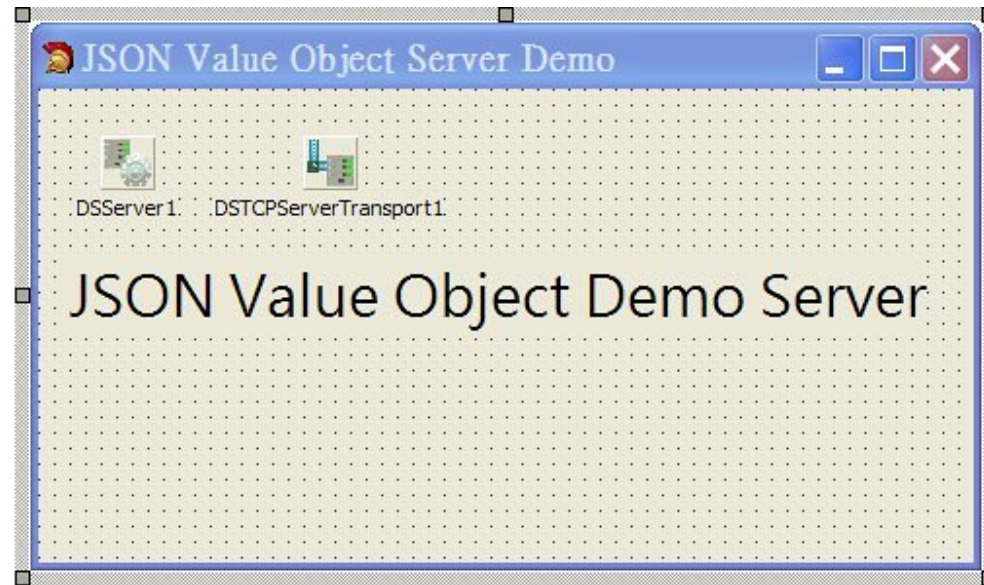 JSON Value Object Server Demo
DSServer1
DSTCPServerTransport1
JSON Value Object Demo Server